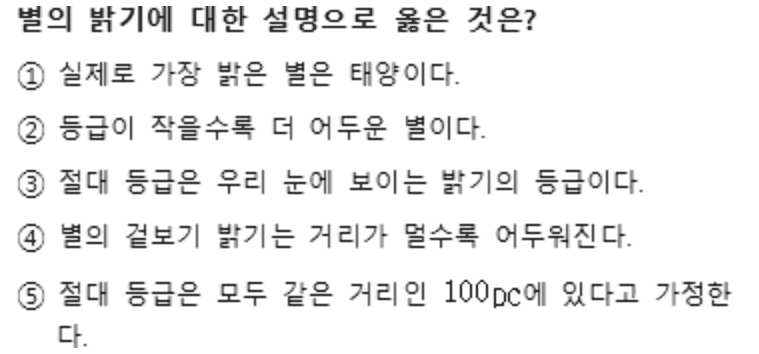 별의 밝기에 대한 설명으로 옳은 것은?
① 실제로 가장 밝은 별은 태양이다.
② 등급이 작을수록 더 어두운 별이다.
③ 절대 등급은 우리 눈에 보이는 밝기의 등급이다.
④ 별의 겉보기 밝기는 거리가 멀수록 어두워진다.
⑤ 절대 등급은 모두 같은 거리인 100pc에 있다고 가정한
다.